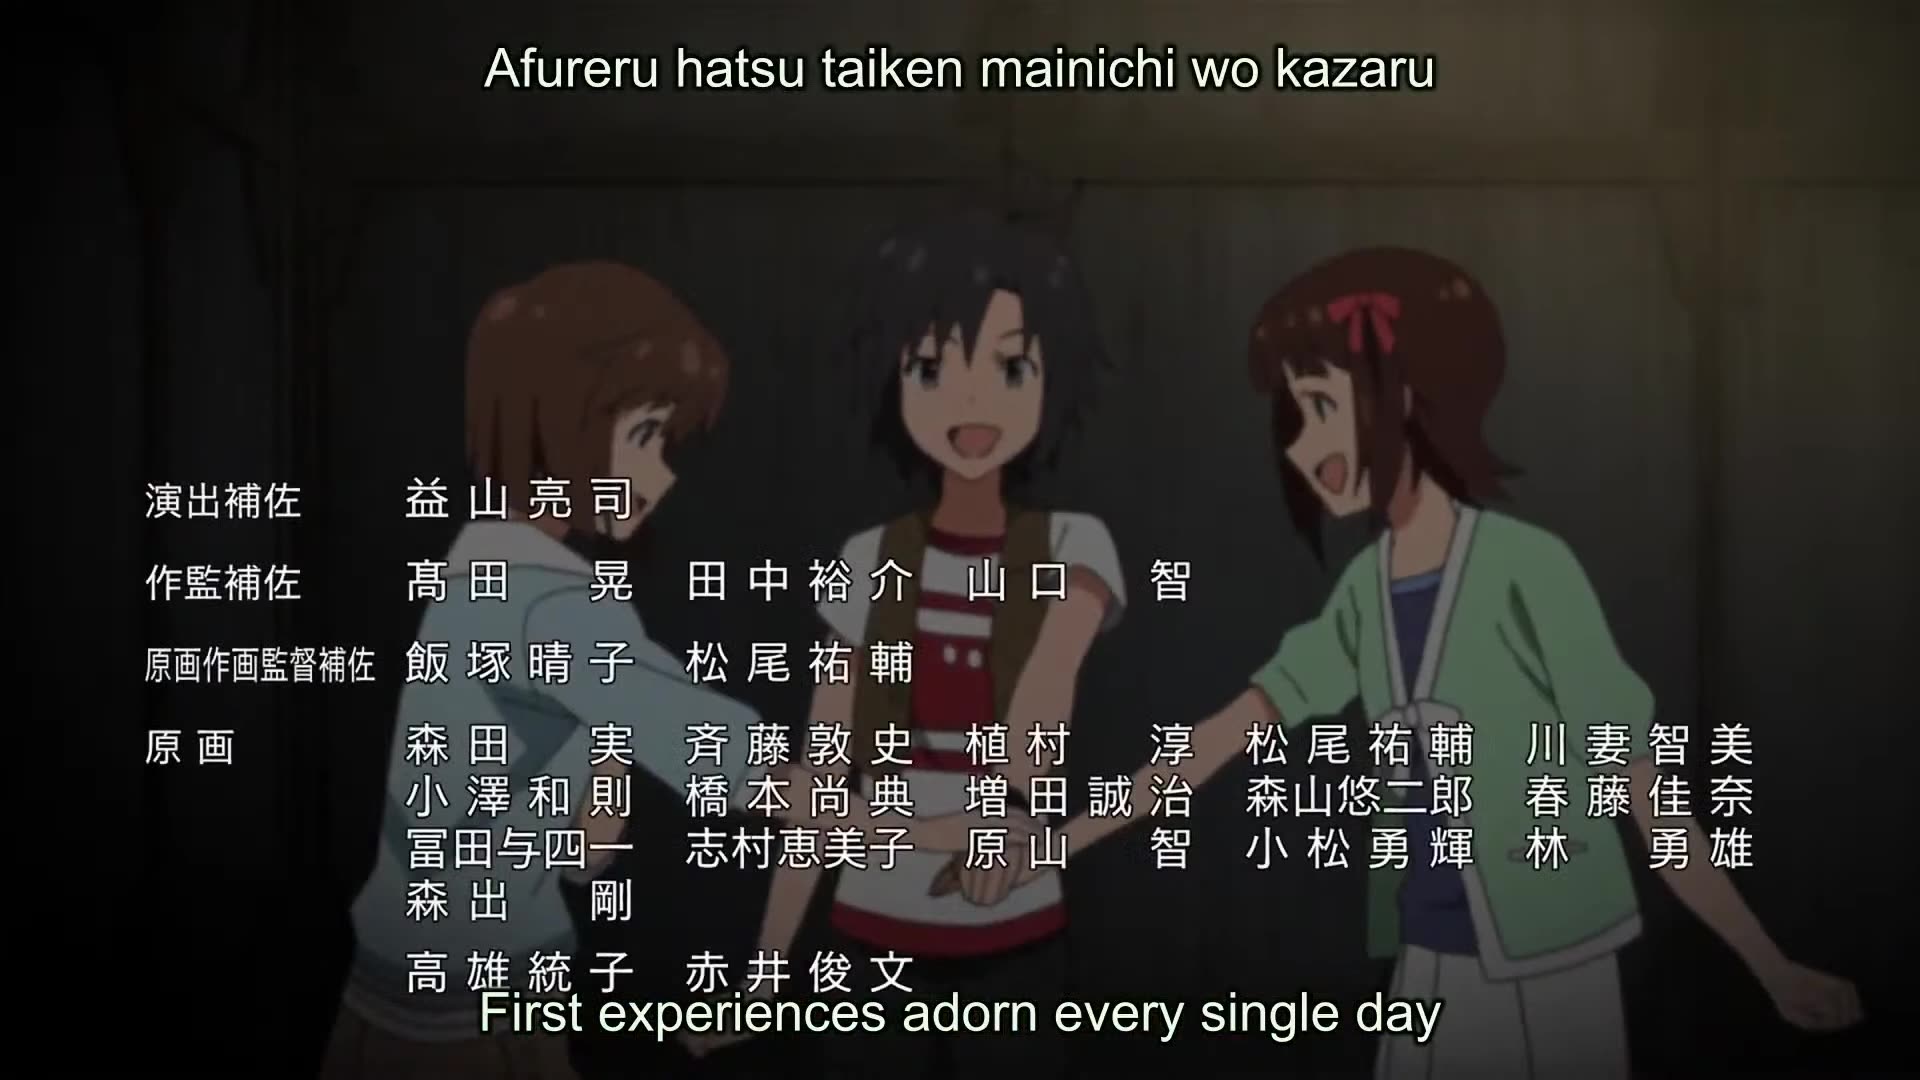 Afureru hatsu taiken mainichi wo kazaru
演出補佐 益山亮司
作監補佐 髙田 晃 田中裕介 山口 智
原画作画監督補佐 飯塚晴子 松尾祐輔
原画 森田 実 斉藤敦史 植村 淳 松尾祐輔 川妻智美
小澤和則 橋本尚典 増田誠治 森山悠二郎 春藤佳奈
冨田与四一 志村恵美子 原山 智 小松勇輝 林 勇雄
森出 剛
高雄統子 赤井俊文
First experiences adorn every single day